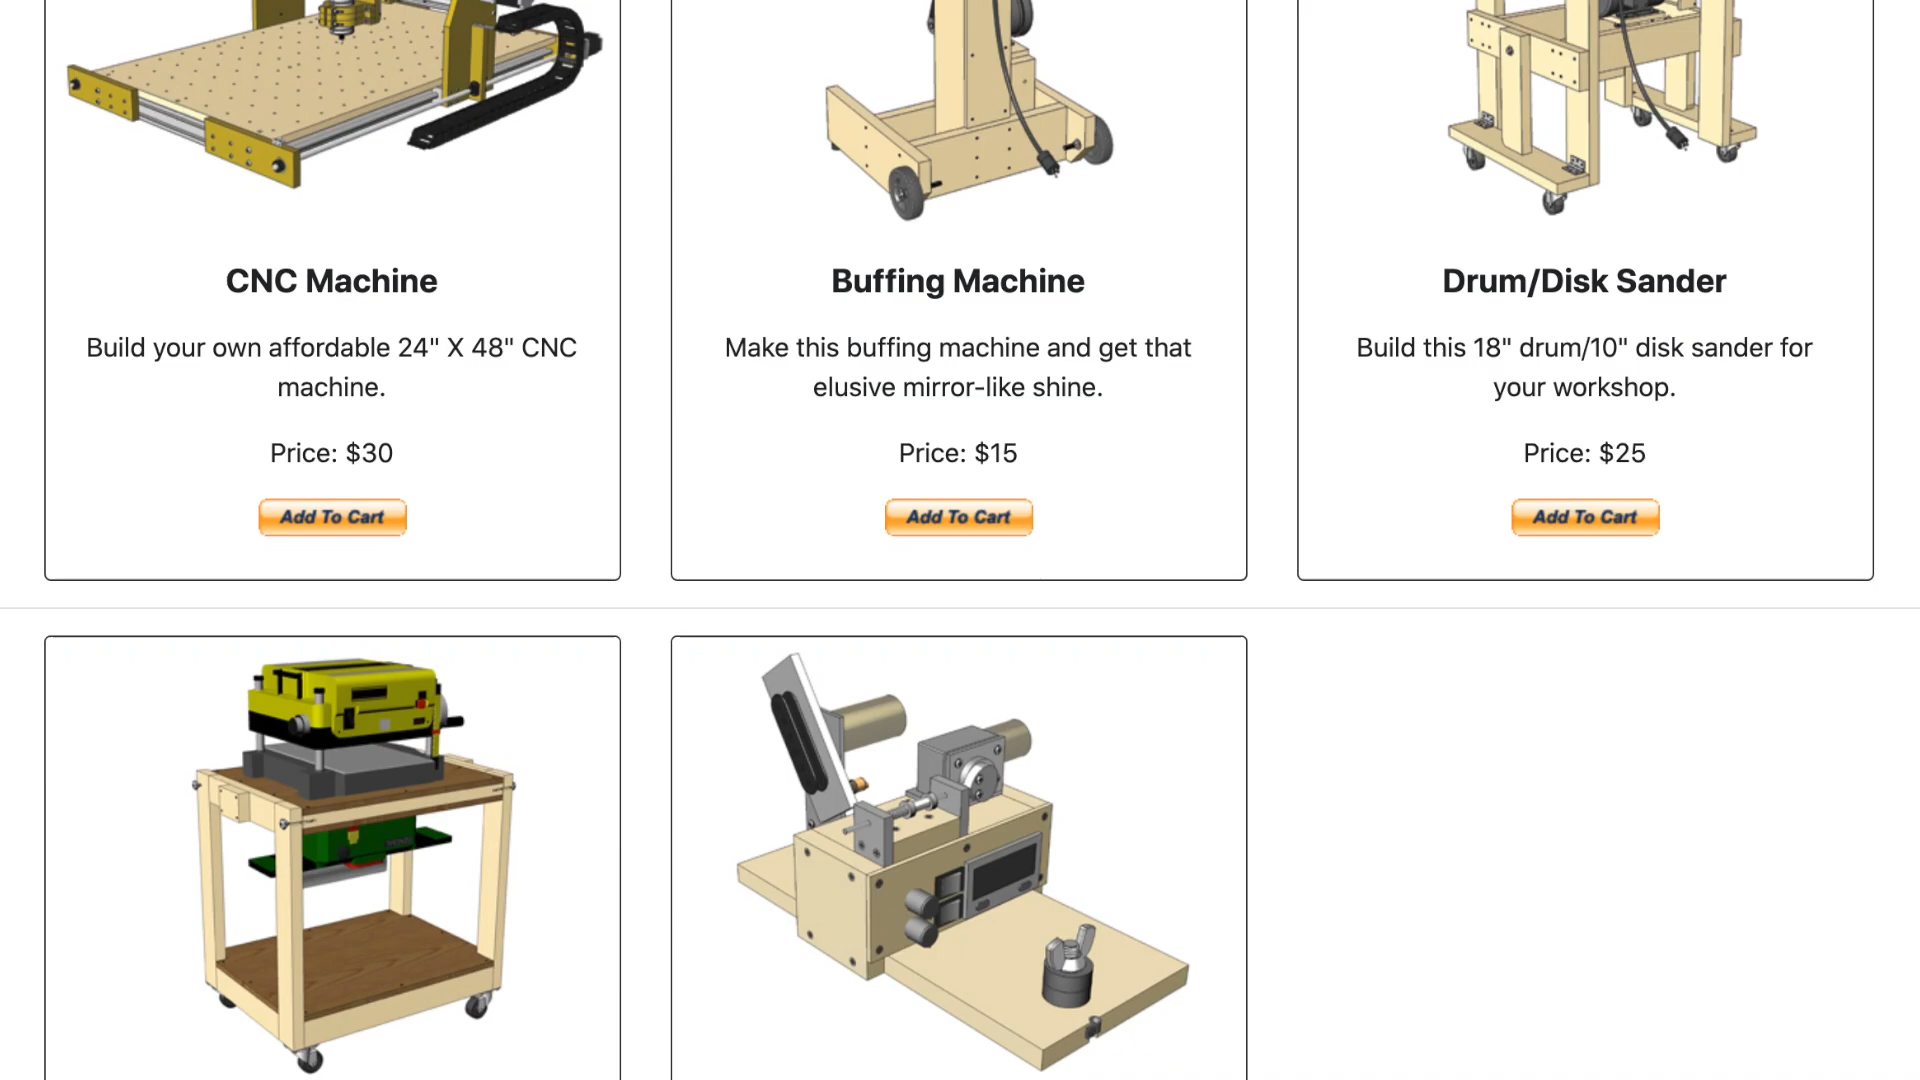 CNC Machine
Build your own affordable 24" X 48" CNC
machine.
Price: $30
Add To Cart
Buffing Machine
Make this buffing machine and get that
elusive mirror-like shine.
Price: $15
Add To Cart
Drum/Disk Sander
Build this 18" drum/10" disk sander for
your workshop.
Price: $25
Add To Cart